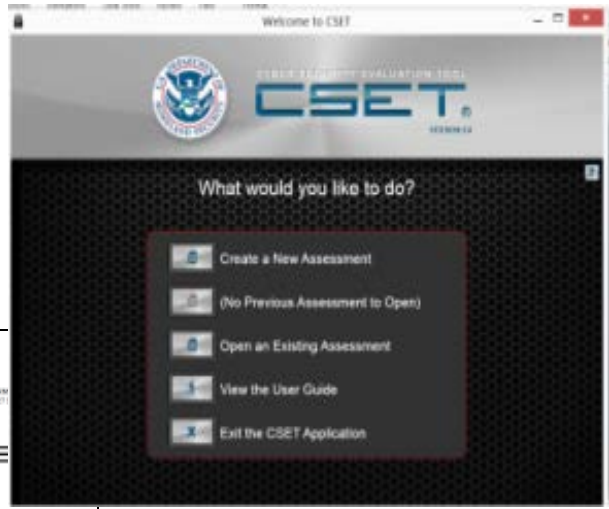 Welcome to CSET
CYBER SECURITY EVALUATION TOOL
CSET
What would you like to do?
Create a New Assessment
(No Previous Assessment to Open)
Open an Existing Assessment
View the User Guide
Exit the CSET Application